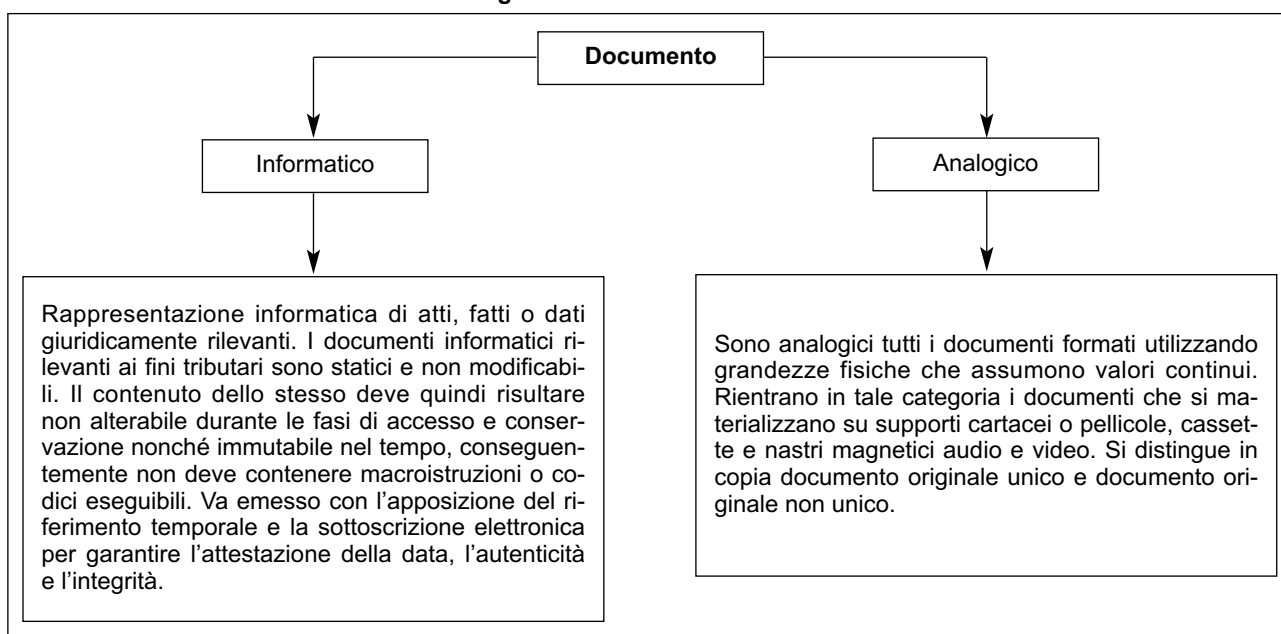 Documento
Informatico
Analogico
Rappresentazione informatica di atti, fatti o dati
giuridicamente rilevanti. I documenti informatici ri-
levanti ai fini tributari sono statici e non modificabi-
li. Il contenuto dello stesso deve quindi risultare
non alterabile durante le fasi di accesso e conser-
vazione nonché immutabile nel tempo, conseguen-
temente non deve contenere macroistruzioni o co-
dici eseguibili. Va emesso con l’apposizione del ri-
ferimento temporale e la sottoscrizione elettronica
per garantire l’attestazione della data, l’autenticità
e l’integrità.
Sono analogici tutti i documenti formati utilizzando
grandezze fisiche che assumono valori continui.
Rientrano in tale categoria i documenti che si ma-
terializzano su supporti cartacei o pellicole, casset-
te e nastri magnetici audio e video. Si distingue in
copia documento originale unico e documento ori-
ginale non unico.